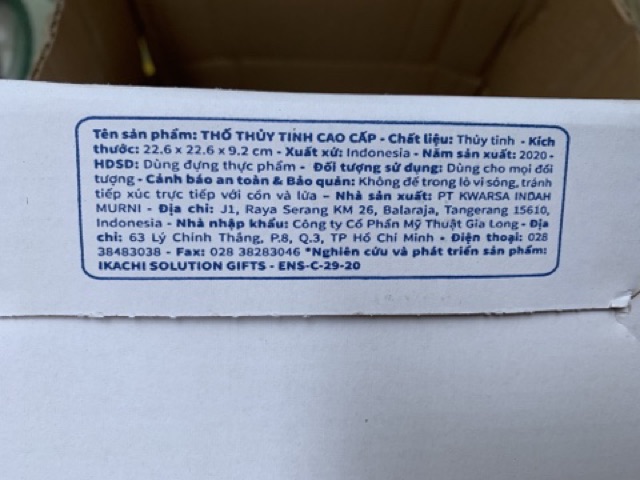 Tên sản phẩm: THỐ THỦY TINH CAO CẤP - Chất liệu: Thủy tinh - Kích
thước: 22.6 x 22.6 x 9.2 cm - Xuất xứ: Indonesia - Năm sản xuất: 2020 -
HDSD: Dùng đựng thực phẩm - Đối tượng sử dụng: Dùng cho mọi đối
tượng - Cảnh báo an toàn & Bảo quản: Không để trong lò vi sóng, tránh
tiếp xúc trực tiếp với cồn và lửa - Nhà sản xuất: PT KWARSA INDAH
MURNI - Địa chỉ: J1, Raya Serang KM 26, Balaraja, Tangerang 15610,
Indonesia - Nhà nhập khẩu: Công ty Cổ Phần Mỹ Thuật Gia Long - Địa
chỉ: 63 Lý Chính Thắng, P.8, Q.3, TP Hồ Chí Minh - Điện thoại: 028
38483038 - Fax: 028 38283046 *Nghiên cứu và phát triển sản phẩm:
IKACHI SOLUTION GIFTS - ENS-C-29-20